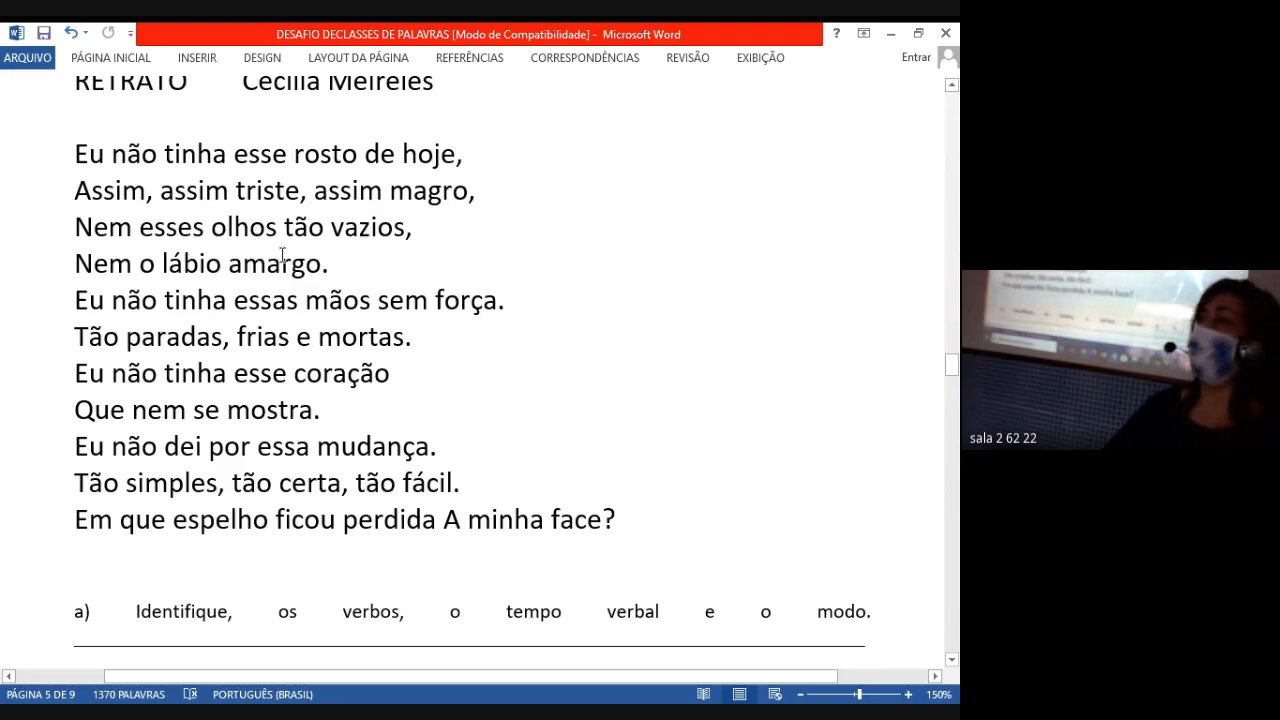 DESAFIO DECLASSES DE PALAVRAS [Modo de Compatibilidade] - Microsoft Word
?
ARQUIVO PÁGINA INICIAL INSERIR DESIGN LAYOUT DA PÁGINA REFERÊNCIAS CORRESPONDÊNCIAS REVISÃO EXIBIÇÃO Entrar
RETRATO Cecília Meireles
Eu não tinha esse rosto de hoje,
Assim, assim triste, assim magro,
Nem esses olhos tão vazios,
Nem o lábio amargo.
Eu não tinha essas mãos sem força.
Tão paradas, frias e mortas.
Eu não tinha esse coração
Que nem se mostra.
Eu não dei por essa mudança.
Tão simples, tão certa, tão fácil.
Em que espelho ficou perdida A minha face?
a) Identifique, os verbos, o tempo verbal e o modo.
PÁGINA 5 DE 9 1370 PALAVRAS PORTUGUÊS (BRASIL) 150%
sala 2 62 22